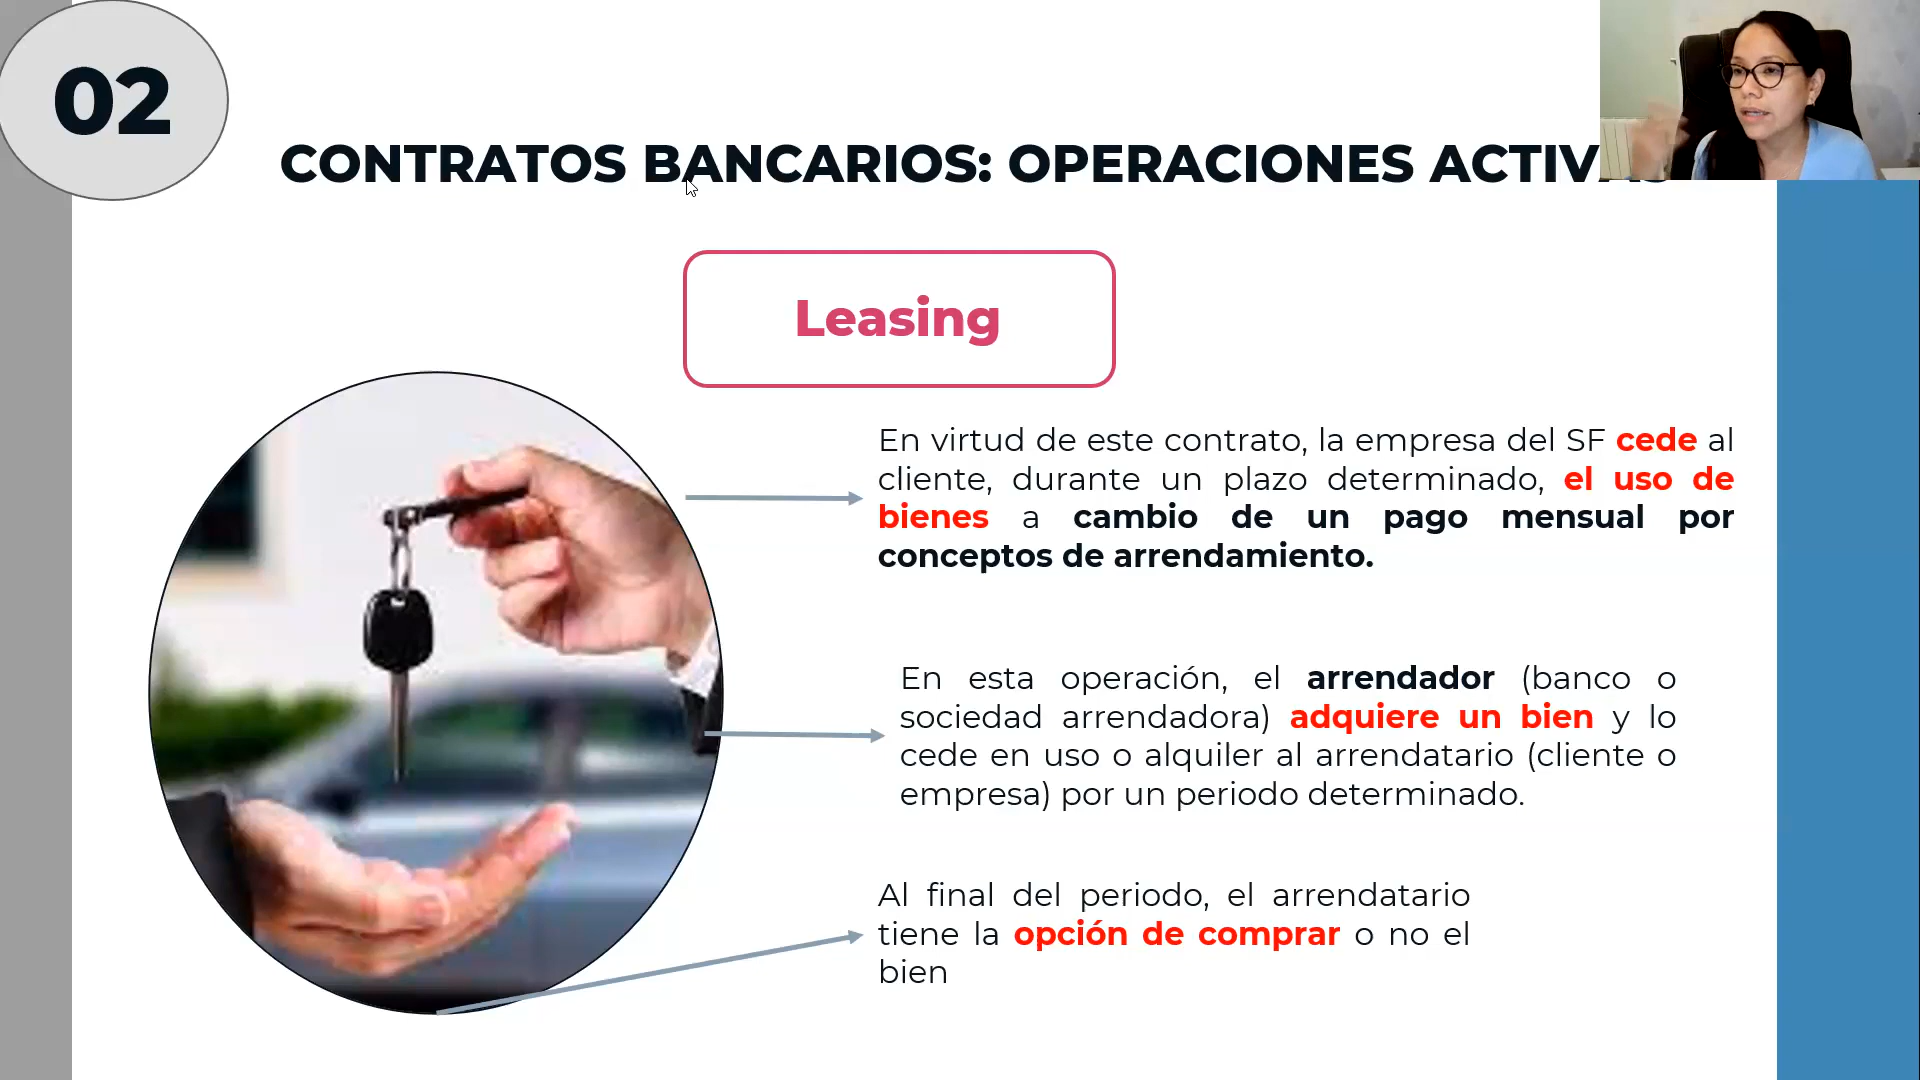 02
CONTRATOS BANCARIOS: OPERACIONES ACTIVAS
Leasing
En virtud de este contrato, la empresa del SF cede al
cliente, durante un plazo determinado, el uso de
bienes a cambio de un pago mensual por
conceptos de arrendamiento.
En esta operación, el arrendador (banco o
sociedad arrendadora) adquiere un bien y lo
cede en uso o alquiler al arrendatario (cliente o
empresa) por un periodo determinado.
Al final del periodo, el arrendatario
tiene la opción de comprar o no el
bien